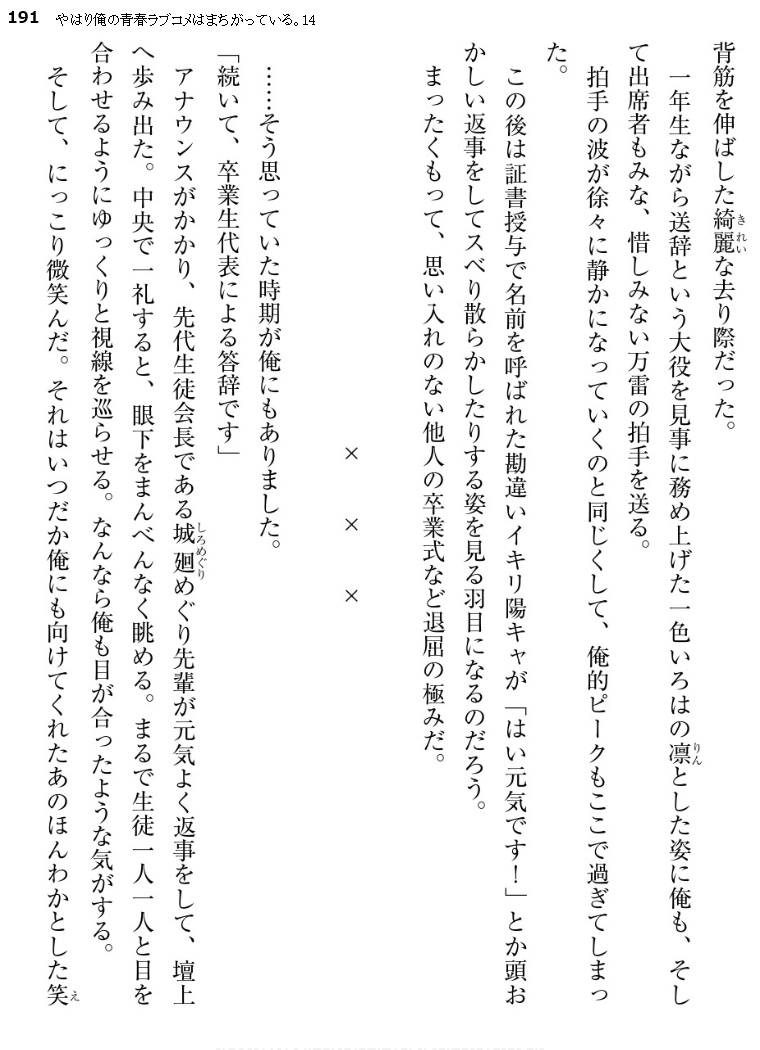 191 やはり俺の青春ラブコメはまちがっている。14
背筋を伸ばした綺麗な去り際だった。
　一年生ながら送辞という大役を見事に務め上げた一色いろはの凛とした姿に俺も、そし
て出席者もみな、惜しみない万雷の拍手を送る。
　拍手の波が徐々に静かになっていくのと同じくして、俺的ピークもここで過ぎてしまっ
た。
　この後は証書授与で名前を呼ばれた勘違いイキリ陽キャが「はい元気です！」とか頭お
かしい返事をしてスベり散らかしたりする姿を見る羽目になるのだろう。
　まったくもって、思い入れのない他人の卒業式など退屈の極みだ。
×　×　×
　……そう思っていた時期が俺にもありました。
「続いて、卒業生代表による答辞です」
　アナウンスがかかり、先代生徒会長である城廻めぐり先輩が元気よく返事をして、壇上
へ歩み出た。中央で一礼すると、眼下をまんべんなく眺める。まるで生徒一人一人と目を
合わせるようにゆっくりと視線を巡らせる。なんなら俺も目が合ったような気がする。
　そして、にっこり微笑んだ。それはいつだか俺にも向けてくれたあのほんわかとした笑